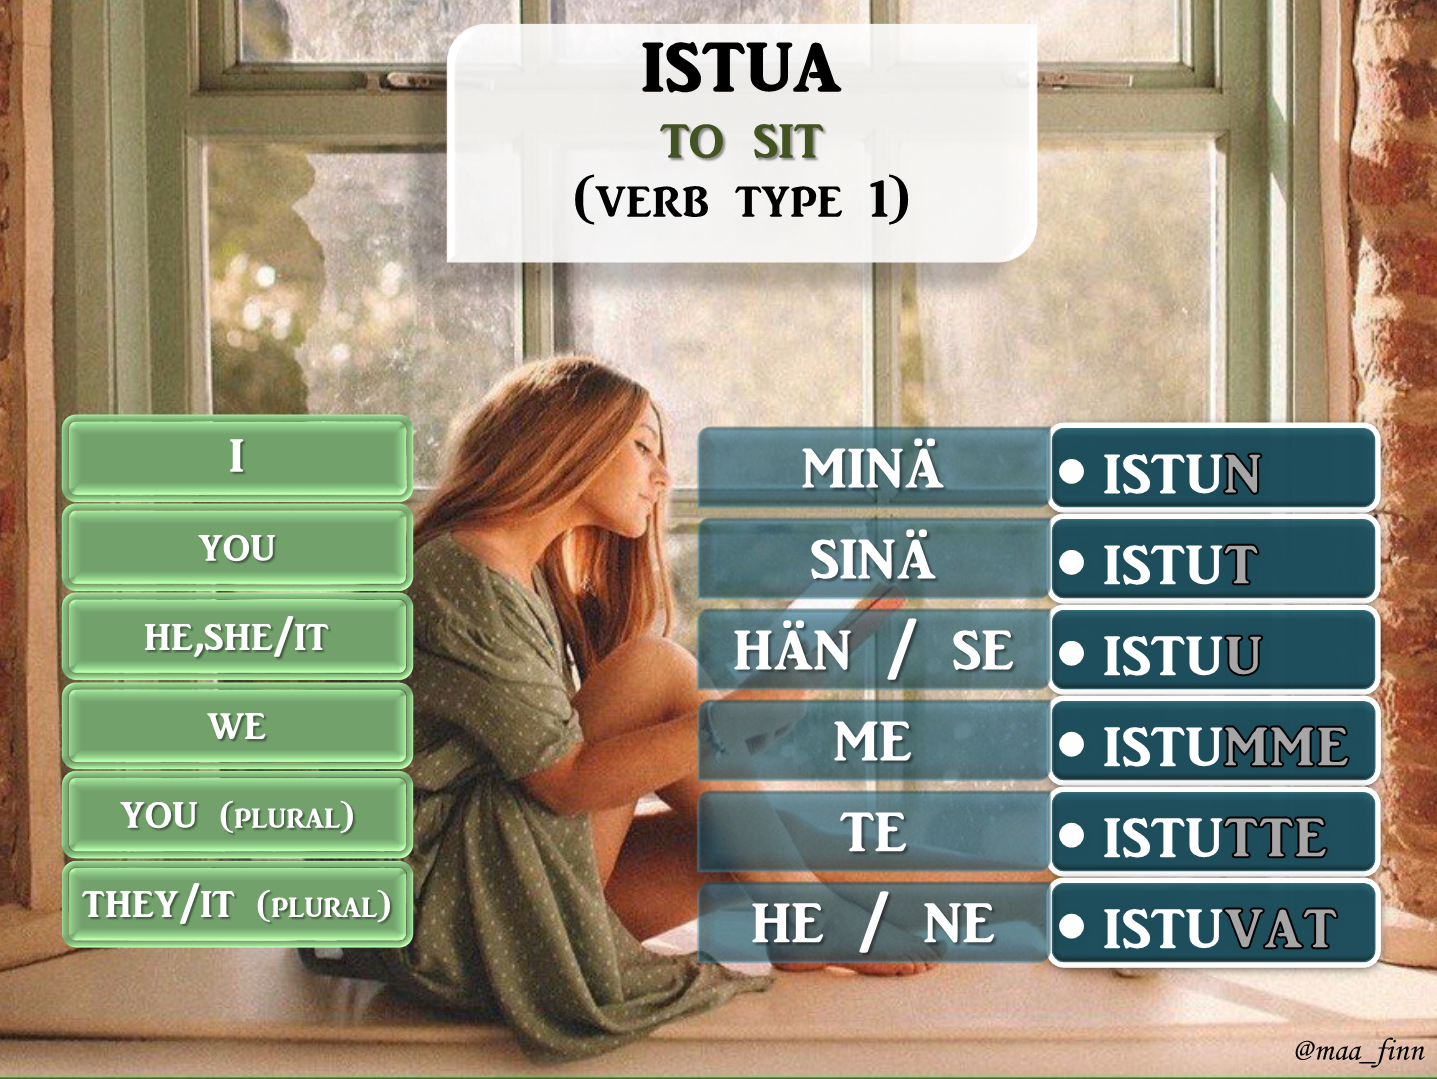 ISTUA
TO SIT
(VERB TYPE 1)
I
YOU
HE,SHE/IT
WE
YOU (PLURAL)
THEY/IT (PLURAL)
MINÄ • ISTUN
SINÄ • ISTUT
HÄN / SE • ISTUU
ME • ISTUMME
TE • ISTUTTE
HE / NE • ISTUVAT
@maa_finn